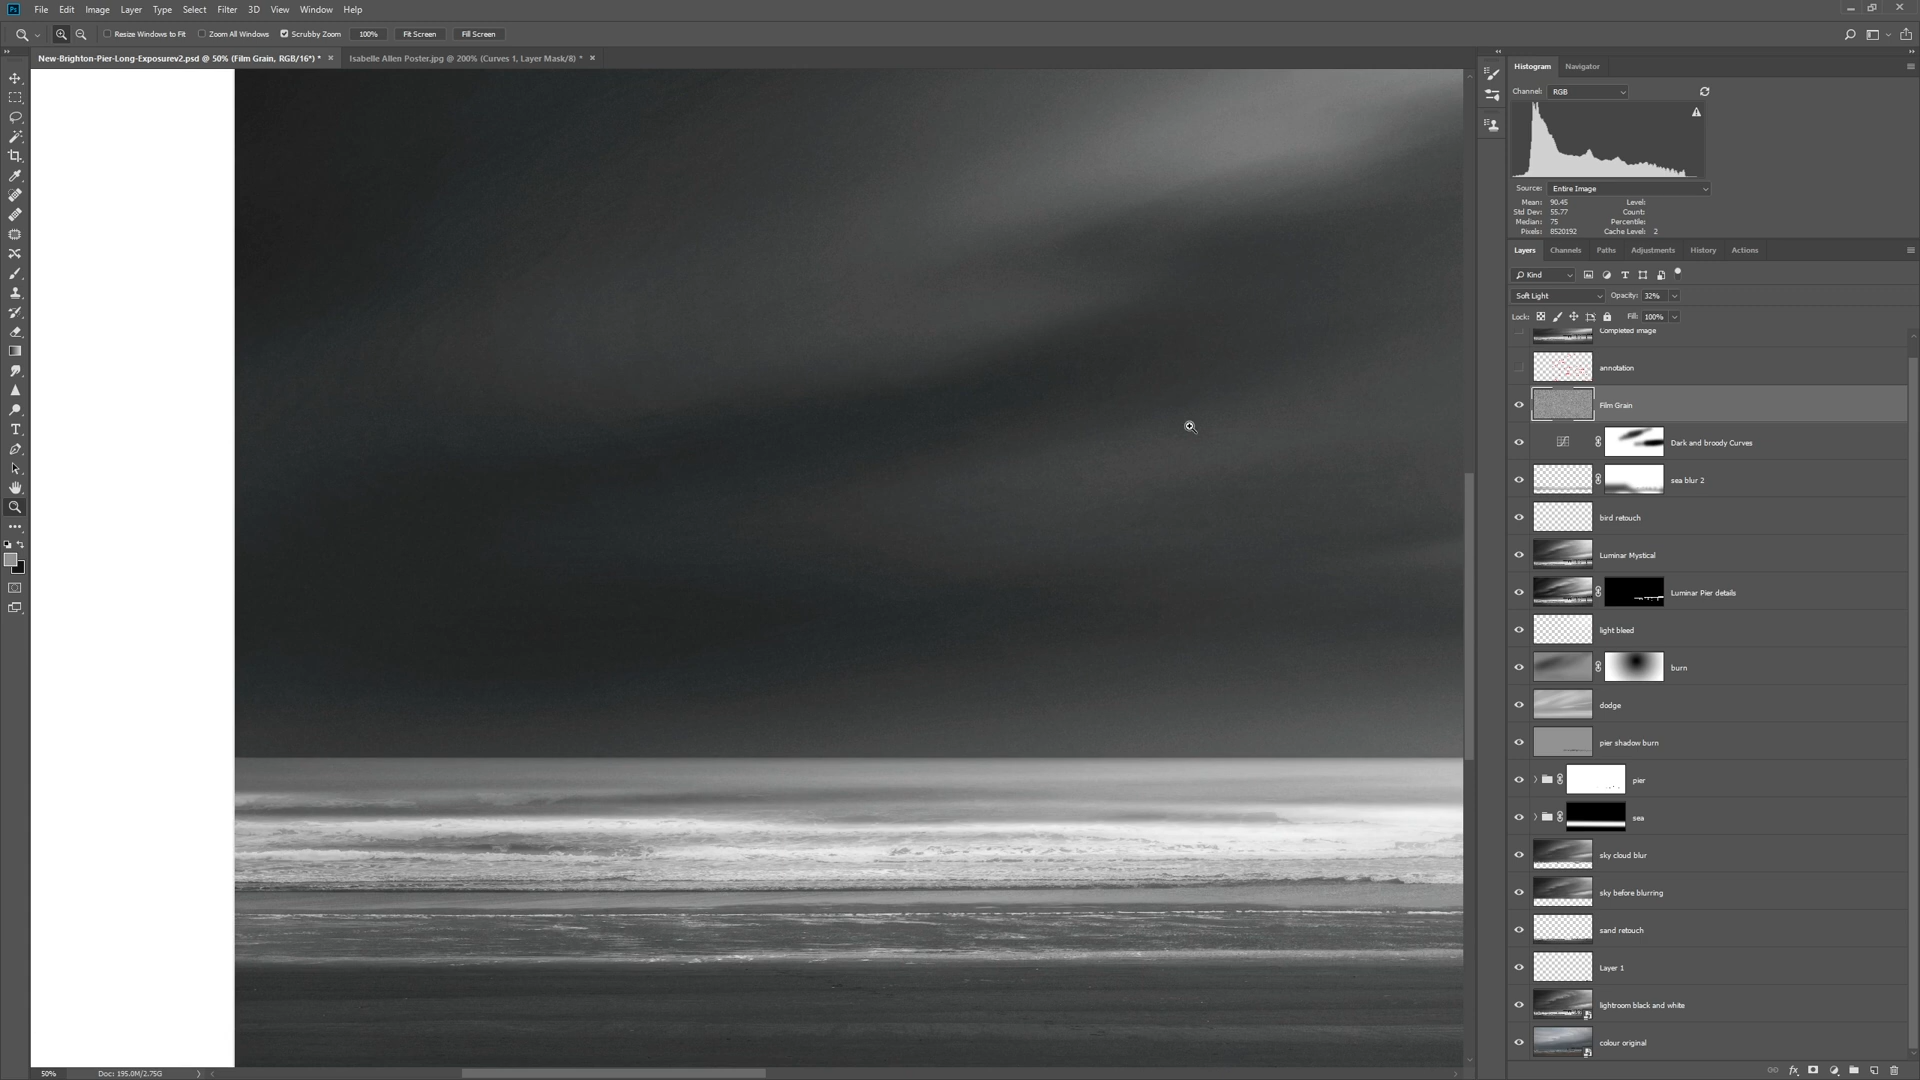 Ps File Edit Image Layer Type Select Filter 3D View Window Help
Resize Windows to Fit Zoom All Windows Scrubby Zoom 100% Fit Screen Fill Screen
New-Brighton-Pier-Long-Exposurev2.psd @ 50% (Film Grain, RGB/16*) * × Isabelle Allen Poster.jpg @ 200% (Curves 1, Layer Mask/8) * ×
Histogram Navigator
Channel: RGB
Source: Entire Image
Mean: 90.45 Level:
Std Dev: 55.77 Count:
Median: 75 Percentile:
Pixels: 8520192 Cache Level: 2
Layers Channels Paths Adjustments History Actions
Kind
Soft Light Opacity: 32%
Lock: Fill: 100%
Completed image
annotation
Film Grain
Dark and broody Curves
sea blur 2
bird retouch
Luminar Mystical
Luminar Pier details
light bleed
burn
dodge
pier shadow burn
pier
sea
sky cloud blur
sky before blurring
sand retouch
Layer 1
lightroom black and white
colour original
50% Doc: 195.0M/2.75G